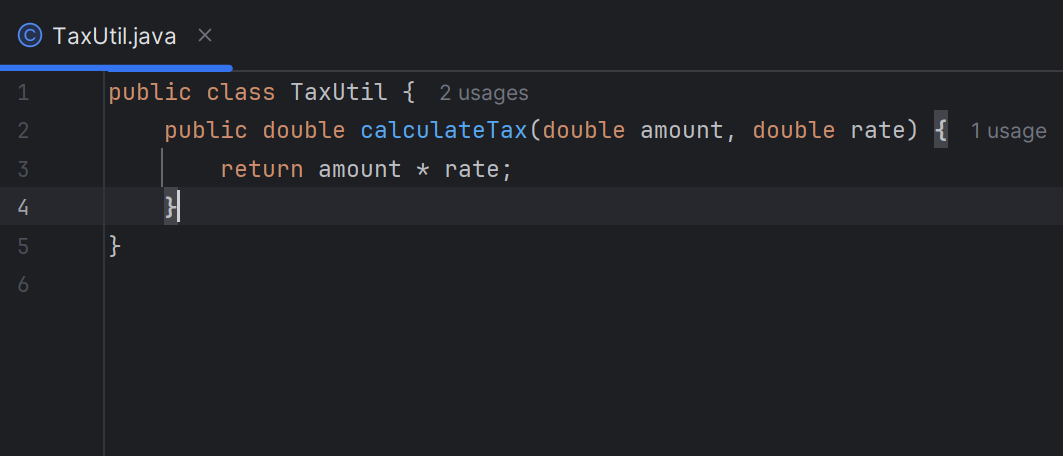 TaxUtil.java
1 public class TaxUtil { 2 usages
2     public double calculateTax(double amount, double rate) { 1 usage
3         return amount * rate;
4     }
5 }
6